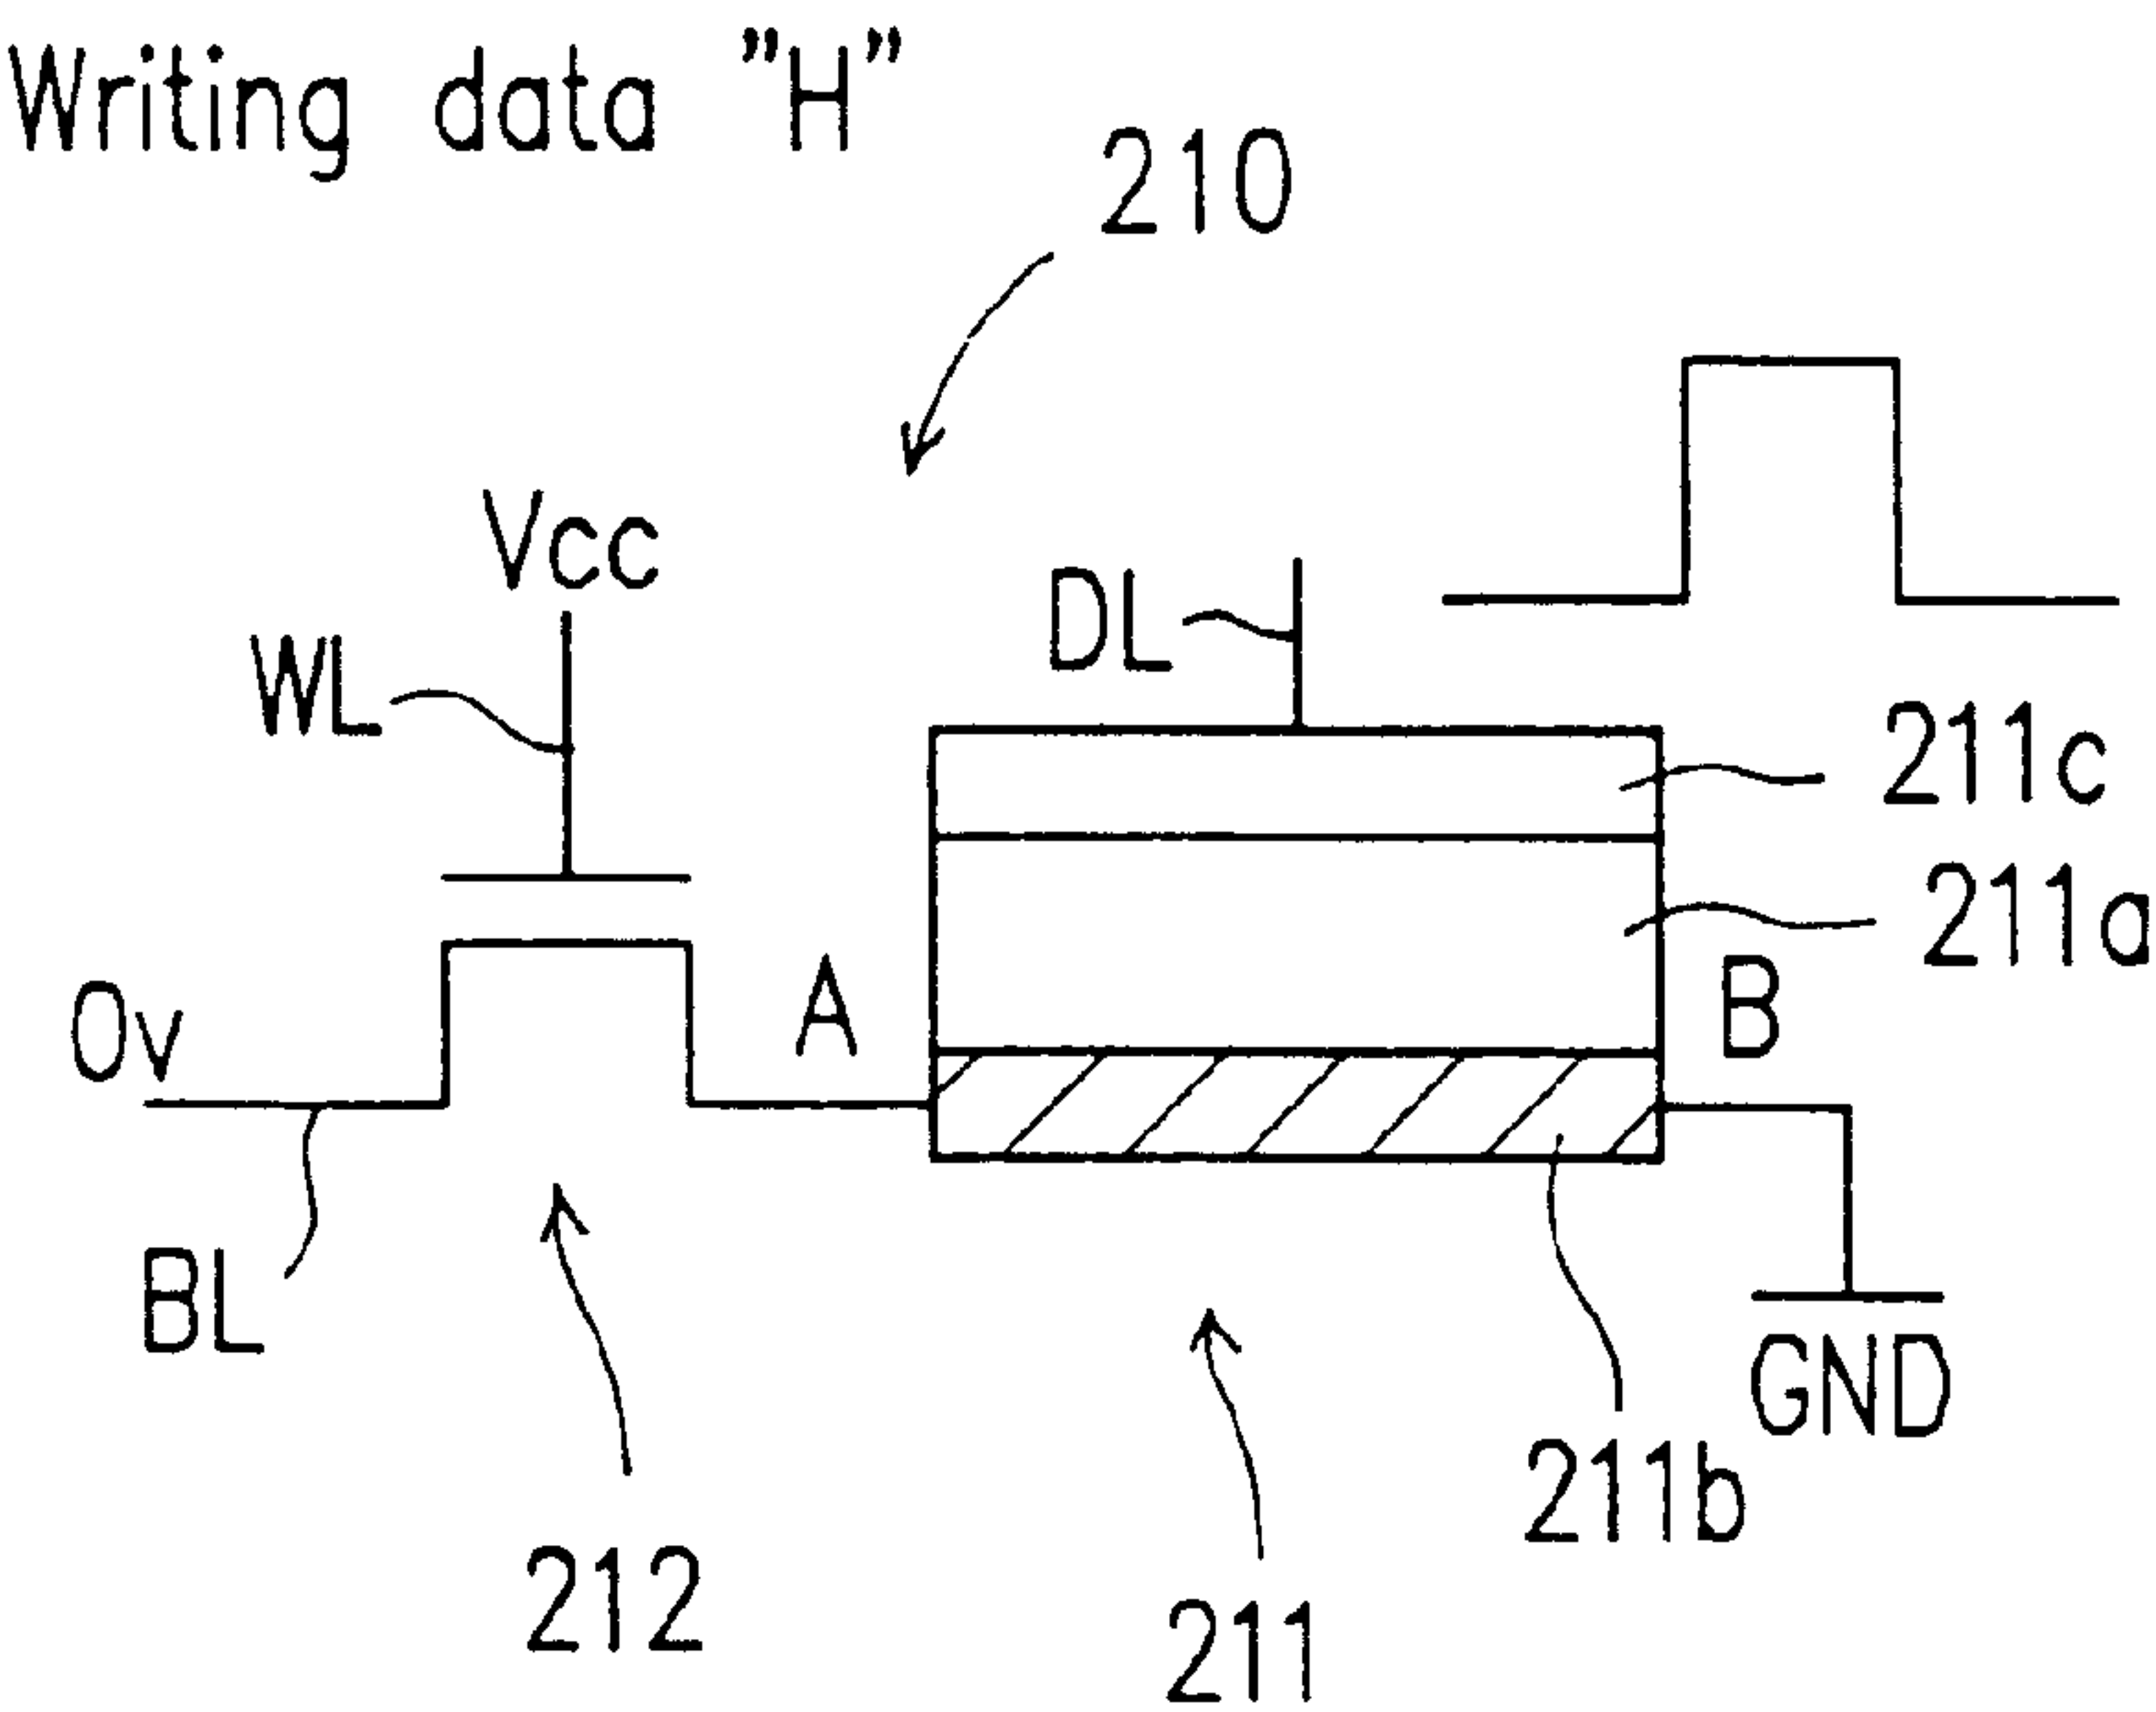 Writing data "H"
210
Vcc
DL
WL
211c
211a
A
B
0v
BL
GND
211b
212
211